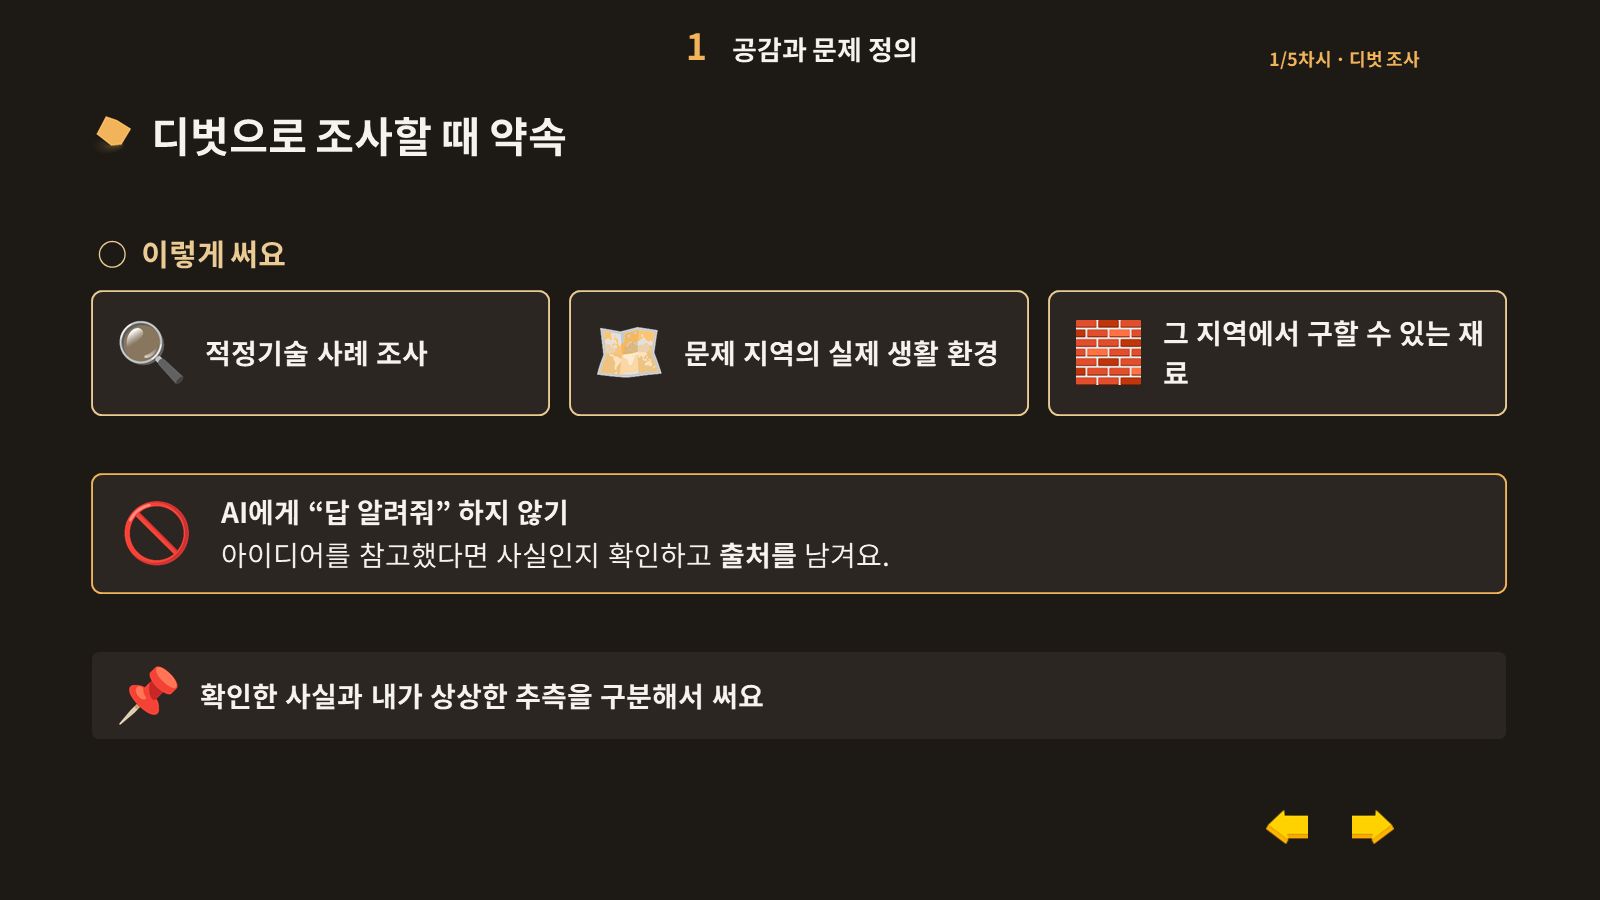 1 공감과 문제 정의
1/5차시 · 디벗 조사
디벗으로 조사할 때 약속
○ 이렇게 써요
적정기술 사례 조사
문제 지역의 실제 생활 환경
그 지역에서 구할 수 있는 재
료
AI에게 “답 알려줘” 하지 않기
아이디어를 참고했다면 사실인지 확인하고 출처를 남겨요.
확인한 사실과 내가 상상한 추측을 구분해서 써요